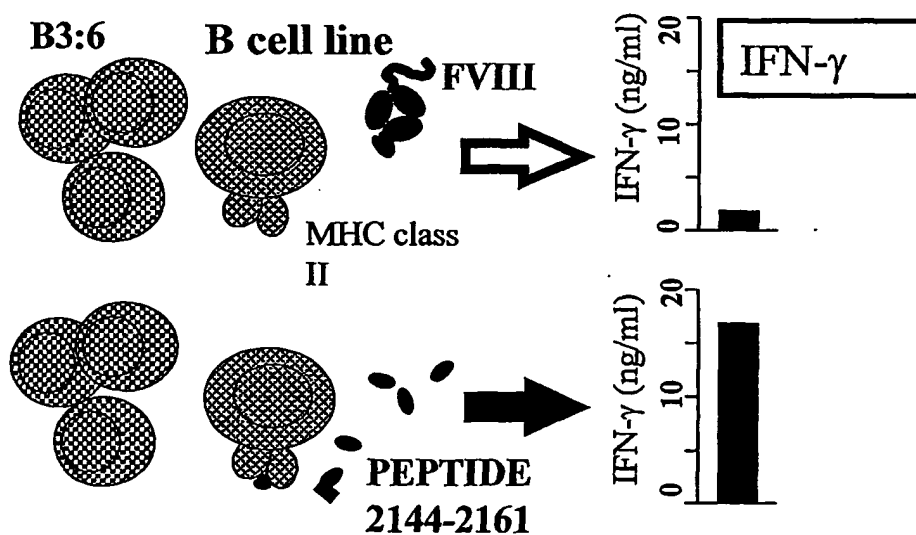 B3:6
B cell line
FVIII
MHC class
II
IFN-γ (ng/ml)
20
10
0
IFN-γ
PEPTIDE
2144-2161
IFN-γ (ng/ml)
20
10
0